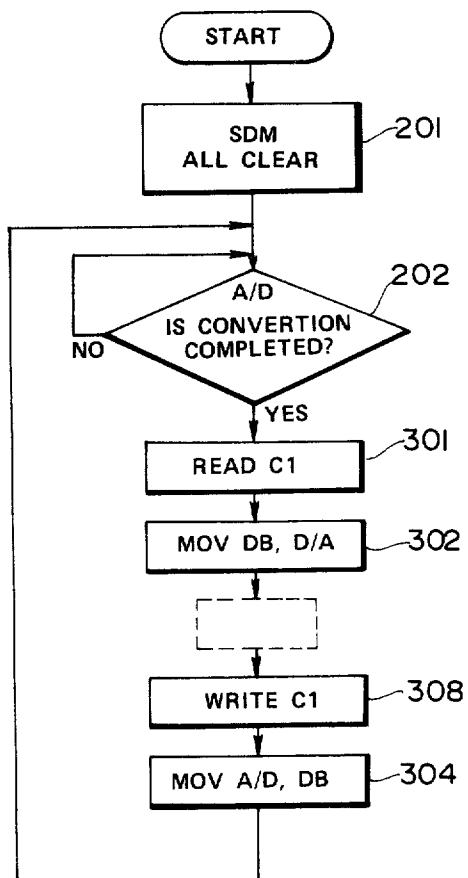 START
SDM
ALL CLEAR
201
A/D
IS CONVERTION
COMPLETED?
202
NO
YES
READ C1
301
MOV DB, D/A
302
WRITE C1
308
MOV A/D, DB
304